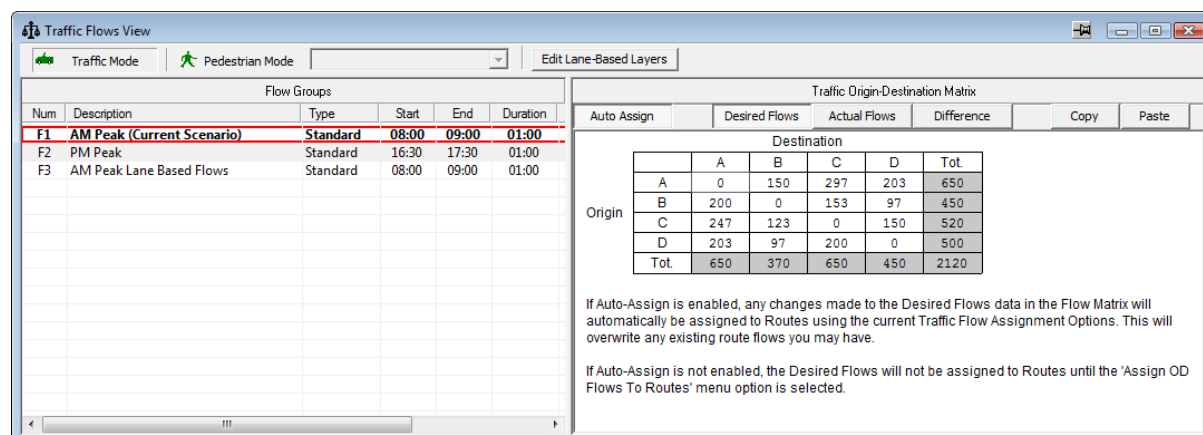 Traffic Flows View
Traffic Mode Pedestrian Mode Edit Lane-Based Layers
Flow Groups
Num Description Type Start End Duration
F1 AM Peak (Current Scenario) Standard 08:00 09:00 01:00
F2 PM Peak Standard 16:30 17:30 01:00
F3 AM Peak Lane Based Flows Standard 08:00 09:00 01:00
Traffic Origin-Destination Matrix
Auto Assign Desired Flows Actual Flows Difference Copy Paste
Destination
A B C D Tot.
Origin
A 0 150 297 203 650
B 200 0 153 97 450
C 247 123 0 150 520
D 203 97 200 0 500
Tot. 650 370 650 450 2120
If Auto-Assign is enabled, any changes made to the Desired Flows data in the Flow Matrix will
automatically be assigned to Routes using the current Traffic Flow Assignment Options. This will
overwrite any existing route flows you may have.
If Auto-Assign is not enabled, the Desired Flows will not be assigned to Routes until the 'Assign OD
Flows To Routes' menu option is selected.